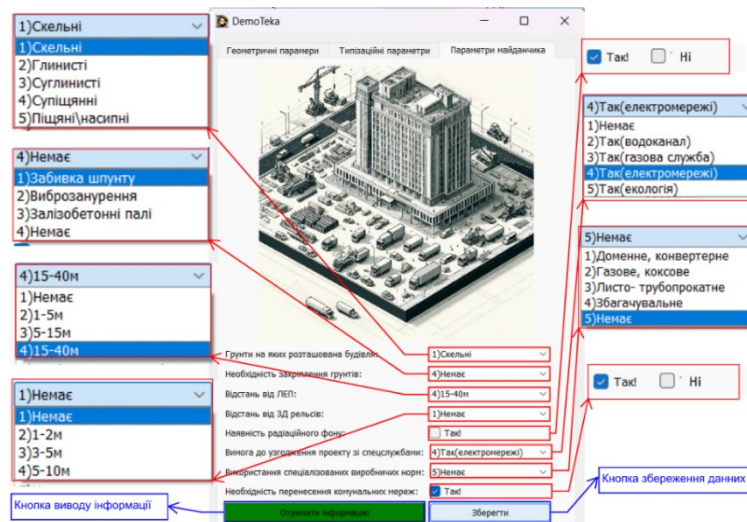 1)Скельні
1)Скельні
2)Глинисті
3)Суглинисті
4)Супіщянні
5)Піщяні\насипні
4)Немає
1)Забивка шпунту
2)Виброзанурення
3)Залізобетонні палі
4)Немає
4)15-40м
1)Немає
2)1-5м
3)5-15м
4)15-40м
1)Немає
1)Немає
2)1-2м
3)3-5м
4)5-10м
Кнопка виводу інформації
DemoTeka
Геометричні парамери Типізаційні параметри Параметри майданчика
Грунти на яких розташована будівля: 1)Скельні
Необхідність закріплення грунтів: 4)Немає
Відстань від ЛЕП: 4)15-40м
Відстань від ЗД рельсів: 1)Немає
Наявність радіаційного фону: Так!
Вимога до узгодження проекту зі спецслужбами: 4)Так(електромережі)
Використання спеціалізованих виробничих норм: 5)Немає
Необхідність перенесення комунальних мереж: Так!
Отримати інформацію Зберегти
Так! Ні
4)Так(електромережі)
1)Немає
2)Так(водоканал)
3)Так(газова служба)
4)Так(електромережі)
5)Так(екологія)
5)Немає
1)Доменне, конвертерне
2)Газове, коксове
3)Листо- трубопрокатне
4)Збагачувальне
5)Немає
Так! Ні
Кнопка збереження данних